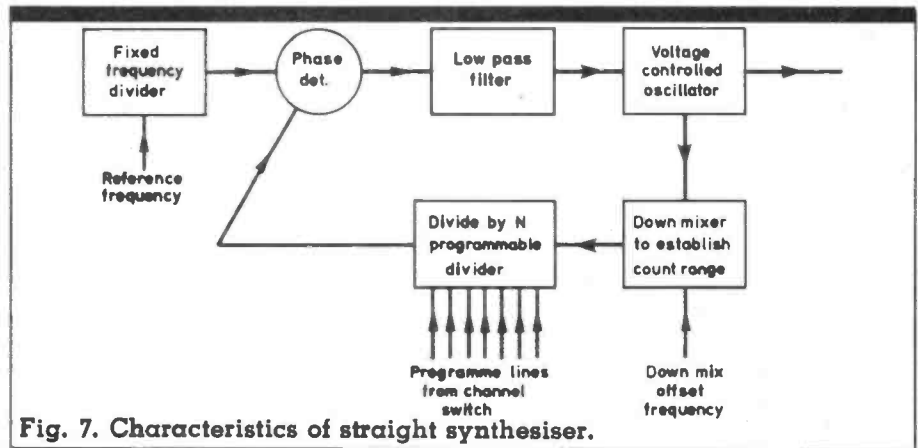 Fixed
frequency
divider
Phase
det.
Low pass
filter
Voltage
controlled
oscillator
Reference
frequency
Divide by N
programmable
divider
Down mixer
to establish
count range
Programme lines
from channel
switch
Down mix
offset
frequency
Fig. 7. Characteristics of straight synthesiser.